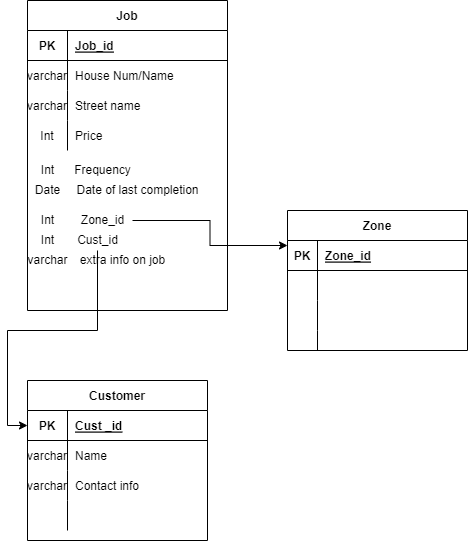 Job
PK Job_id
varchar House Num/Name
varchar Street name
Int Price
Int Frequency
Date Date of last completion
Int Zone_id
Int Cust_id
varchar extra info on job
Zone
PK Zone_id
Customer
PK Cust _id
varchar Name
varchar Contact info